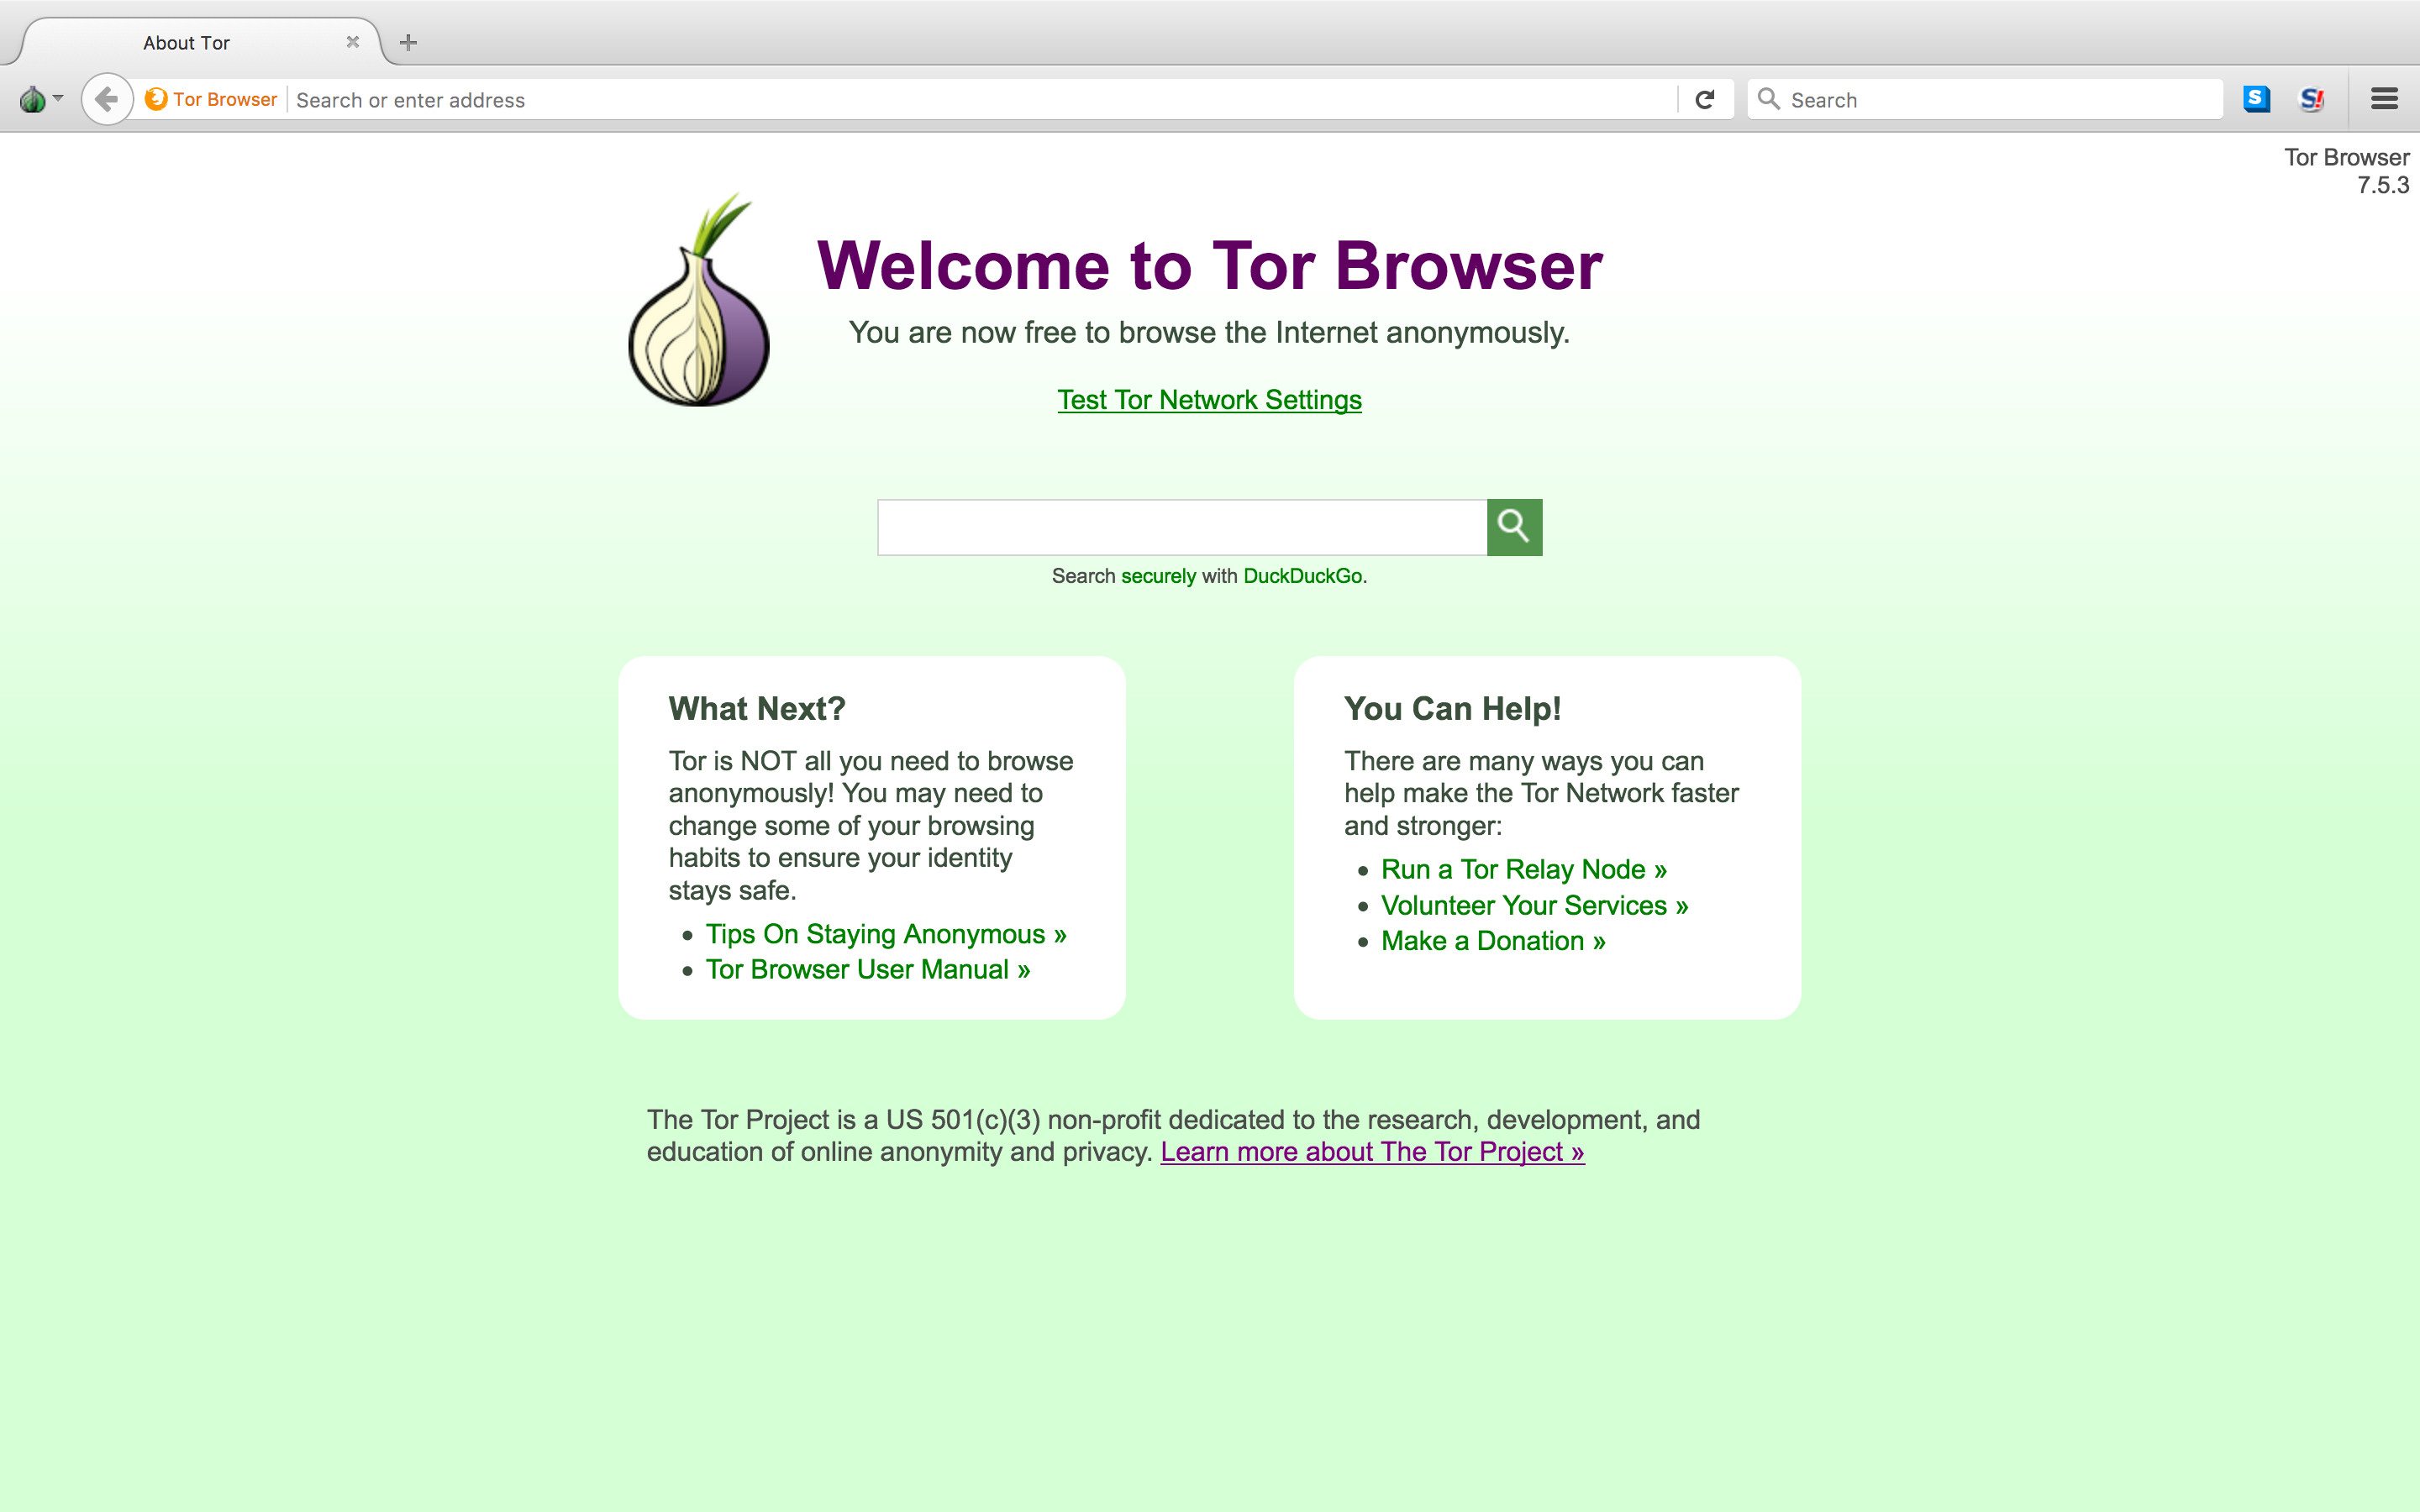 About Tor
Tor Browser
Search or enter address
Search
S
S!
Tor Browser
7.5.3
Welcome to Tor Browser
You are now free to browse the Internet anonymously.
Test Tor Network Settings
Search securely with DuckDuckGo.
What Next?
Tor is NOT all you need to browse
anonymously! You may need to
change some of your browsing
habits to ensure your identity
stays safe.
Tips On Staying Anonymous »
Tor Browser User Manual »
You Can Help!
There are many ways you can
help make the Tor Network faster
and stronger:
Run a Tor Relay Node »
Volunteer Your Services »
Make a Donation »
The Tor Project is a US 501(c)(3) non-profit dedicated to the research, development, and
education of online anonymity and privacy. Learn more about The Tor Project »